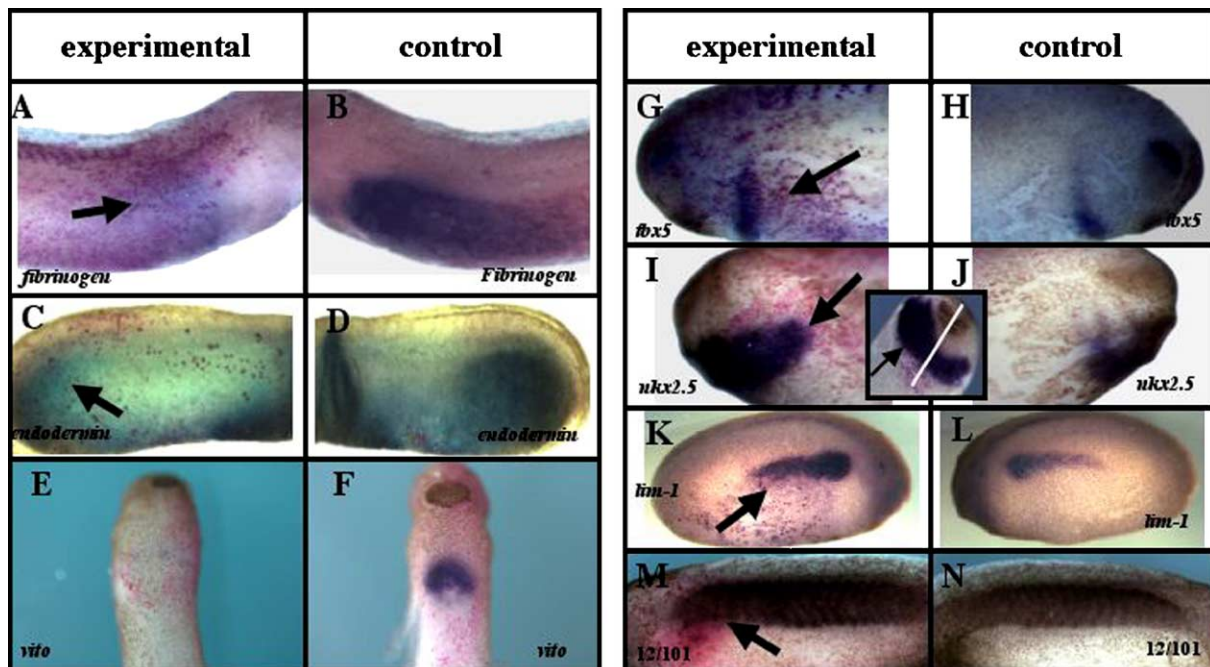 experimental
control
experimental
control
A
fibrinogen
B
Fibrinogen
C
endodermin
D
endodermin
E
vito
F
vito
G
tbx5
H
tbx5
I
nkx2.5
J
nkx2.5
K
lim-1
L
lim-1
M
12/101
N
12/101